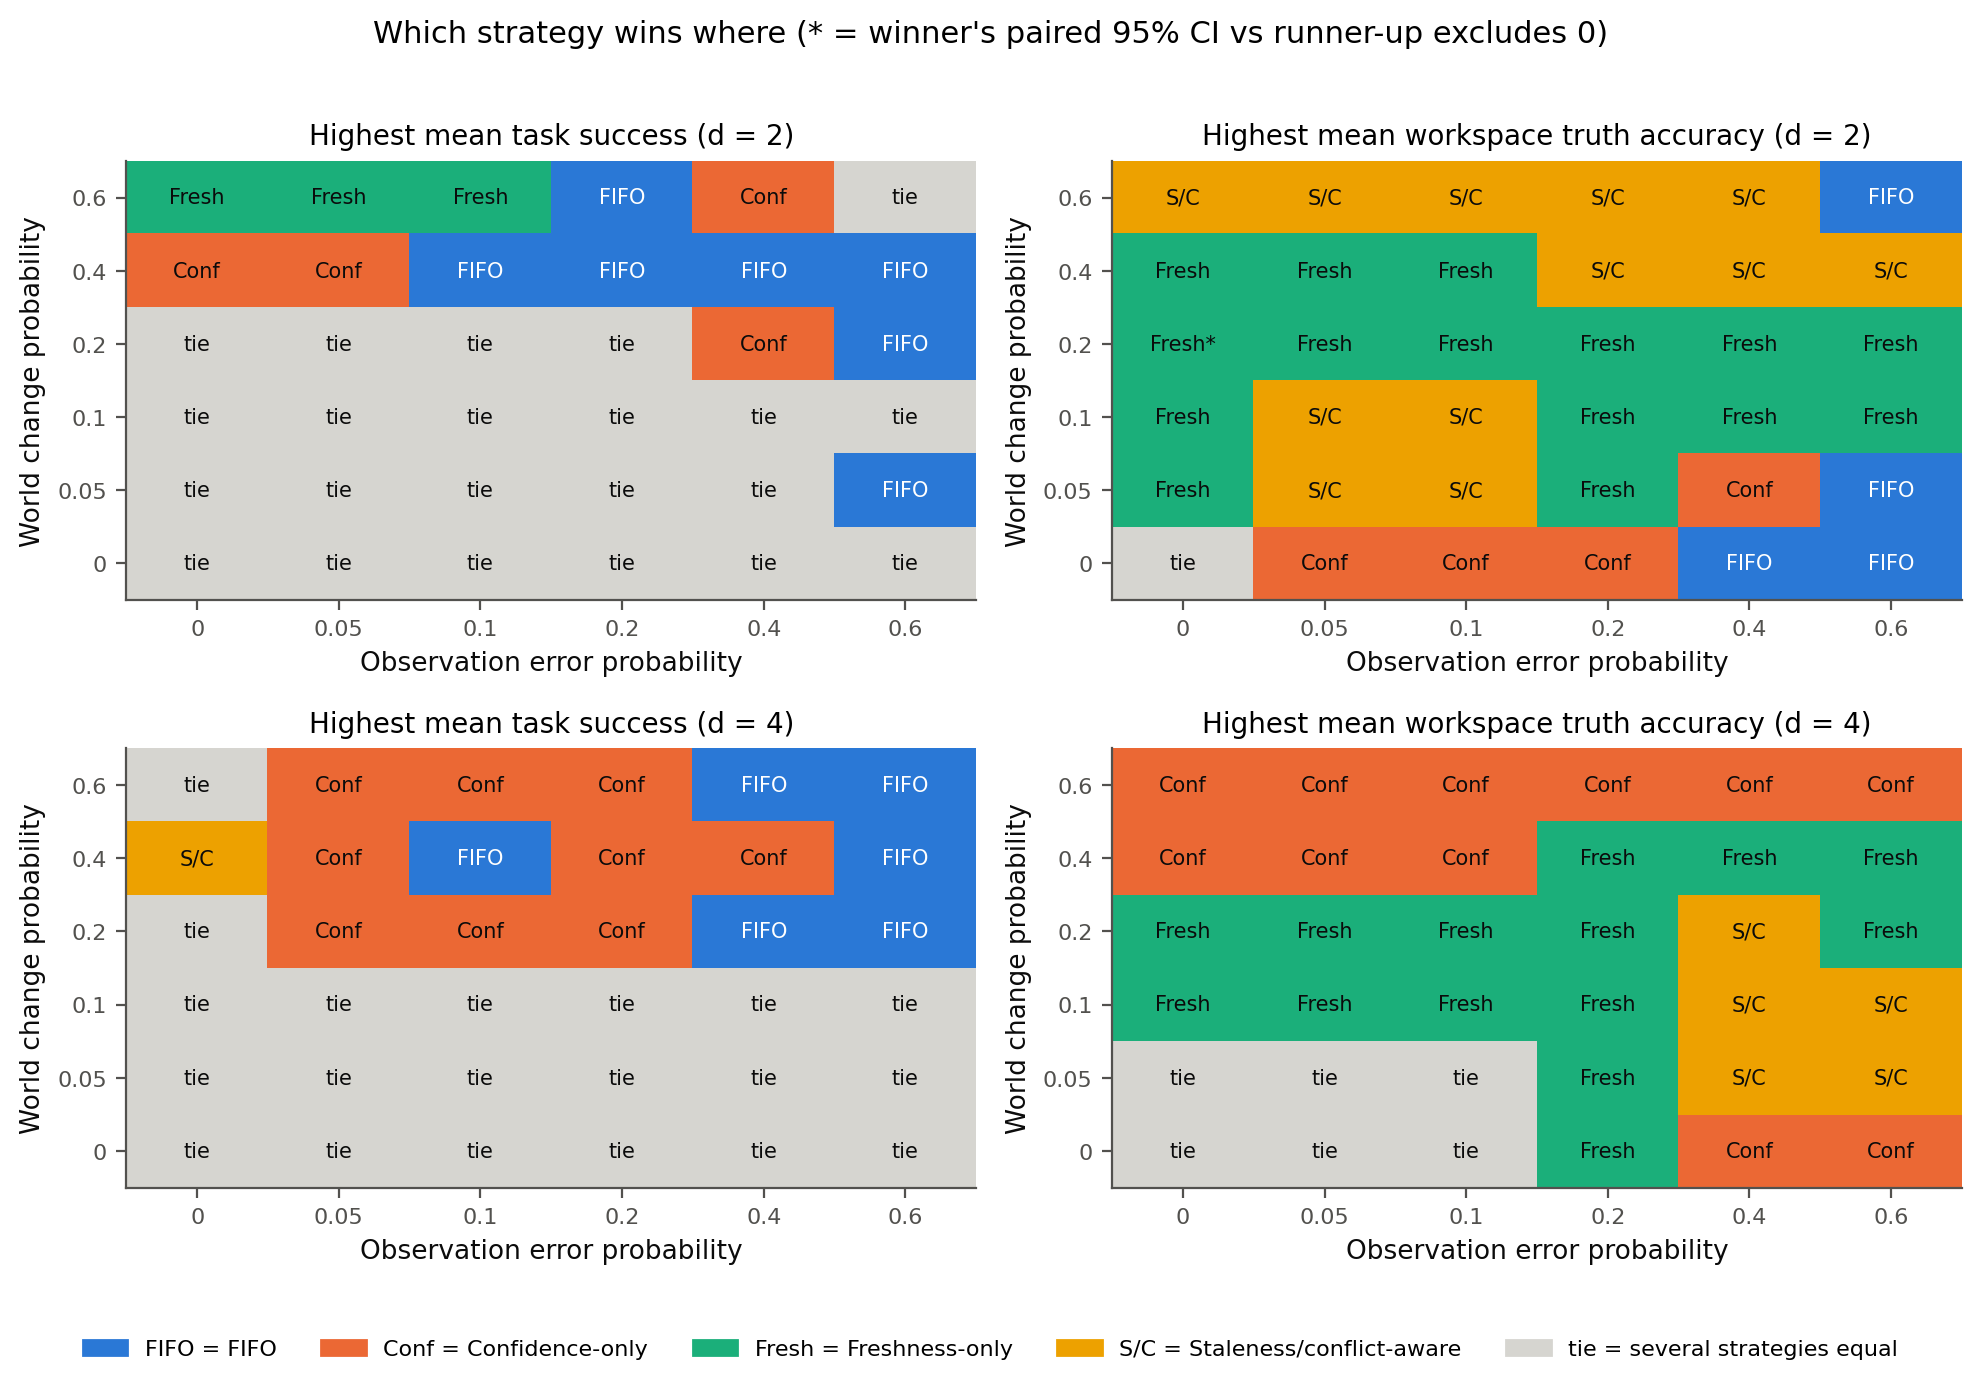 Which strategy wins where (* = winner's paired 95% CI vs runner-up excludes 0)
Highest mean task success (d = 2)
World change probability
0.6 Fresh Fresh Fresh FIFO Conf tie
0.4 Conf Conf FIFO FIFO FIFO FIFO
0.2 tie tie tie tie Conf FIFO
0.1 tie tie tie tie tie tie
0.05 tie tie tie tie tie FIFO
0 tie tie tie tie tie tie
0 0.05 0.1 0.2 0.4 0.6
Observation error probability
Highest mean workspace truth accuracy (d = 2)
World change probability
0.6 S/C S/C S/C S/C S/C FIFO
0.4 Fresh Fresh Fresh S/C S/C S/C
0.2 Fresh* Fresh Fresh Fresh Fresh Fresh
0.1 Fresh S/C S/C Fresh Fresh Fresh
0.05 Fresh S/C S/C Fresh Conf FIFO
0 tie Conf Conf Conf FIFO FIFO
0 0.05 0.1 0.2 0.4 0.6
Observation error probability
Highest mean task success (d = 4)
World change probability
0.6 tie Conf Conf Conf FIFO FIFO
0.4 S/C Conf FIFO Conf Conf FIFO
0.2 tie Conf Conf Conf FIFO FIFO
0.1 tie tie tie tie tie tie
0.05 tie tie tie tie tie tie
0 tie tie tie tie tie tie
0 0.05 0.1 0.2 0.4 0.6
Observation error probability
Highest mean workspace truth accuracy (d = 4)
World change probability
0.6 Conf Conf Conf Conf Conf Conf
0.4 Conf Conf Conf Fresh Fresh Fresh
0.2 Fresh Fresh Fresh Fresh S/C Fresh
0.1 Fresh Fresh Fresh Fresh S/C S/C
0.05 tie tie tie Fresh S/C S/C
0 tie tie tie Fresh Conf Conf
0 0.05 0.1 0.2 0.4 0.6
Observation error probability
FIFO = FIFO Conf = Confidence-only Fresh = Freshness-only S/C = Staleness/conflict-aware tie = several strategies equal